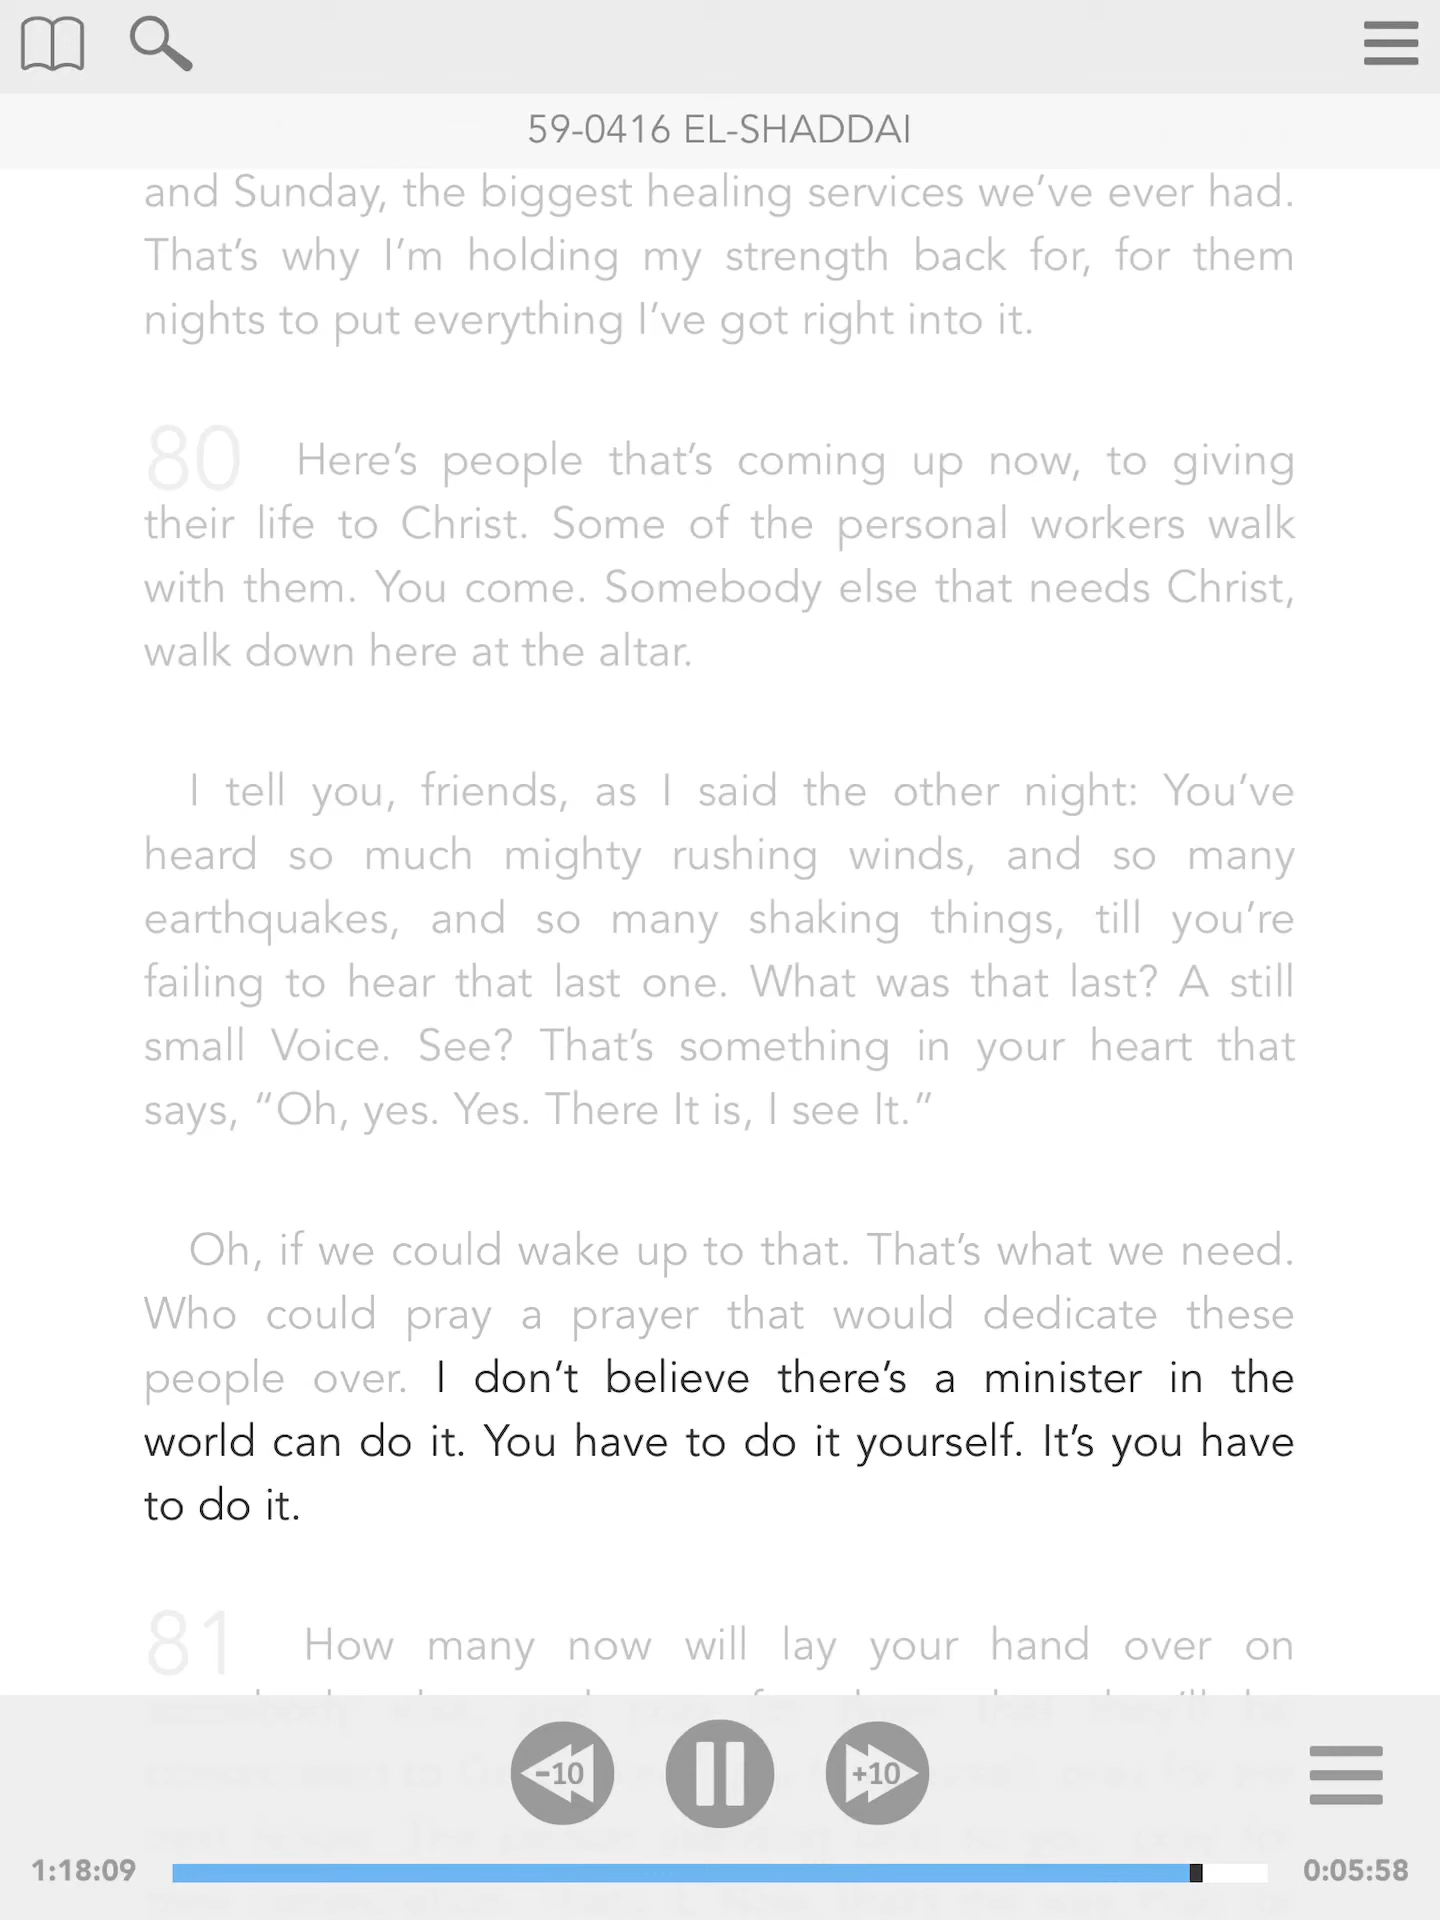 59-0416 EL-SHADDAI
and Sunday, the biggest healing services we’ve ever had.
That’s why I’m holding my strength back for, for them
nights to put everything I’ve got right into it.
80 Here’s people that’s coming up now, to giving
their life to Christ. Some of the personal workers walk
with them. You come. Somebody else that needs Christ,
walk down here at the altar.
I tell you, friends, as I said the other night: You’ve
heard so much mighty rushing winds, and so many
earthquakes, and so many shaking things, till you’re
failing to hear that last one. What was that last? A still
small Voice. See? That’s something in your heart that
says, “Oh, yes. Yes. There It is, I see It.”
Oh, if we could wake up to that. That’s what we need.
Who could pray a prayer that would dedicate these
people over. I don’t believe there’s a minister in the
world can do it. You have to do it yourself. It’s you have
to do it.
81 How many now will lay your hand over on
-10 +10
1:18:09 0:05:58